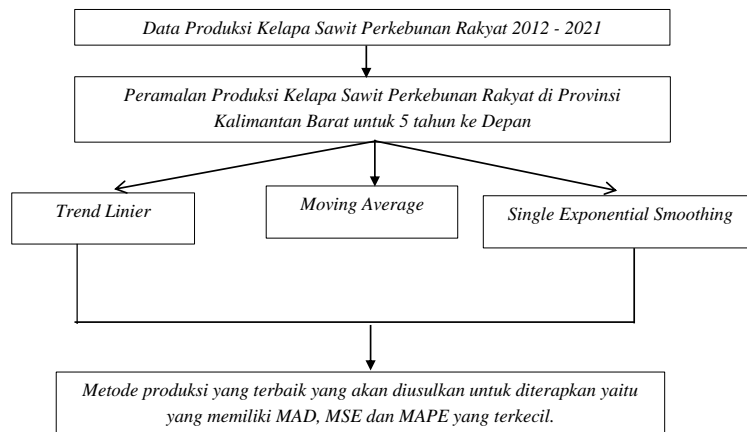 Data Produksi Kelapa Sawit Perkebunan Rakyat 2012 - 2021
Peramalan Produksi Kelapa Sawit Perkebunan Rakyat di Provinsi
Kalimantan Barat untuk 5 tahun ke Depan
Trend Linier
Moving Average
Single Exponential Smoothing
Metode produksi yang terbaik yang akan diusulkan untuk diterapkan yaitu
yang memiliki MAD, MSE dan MAPE yang terkecil.